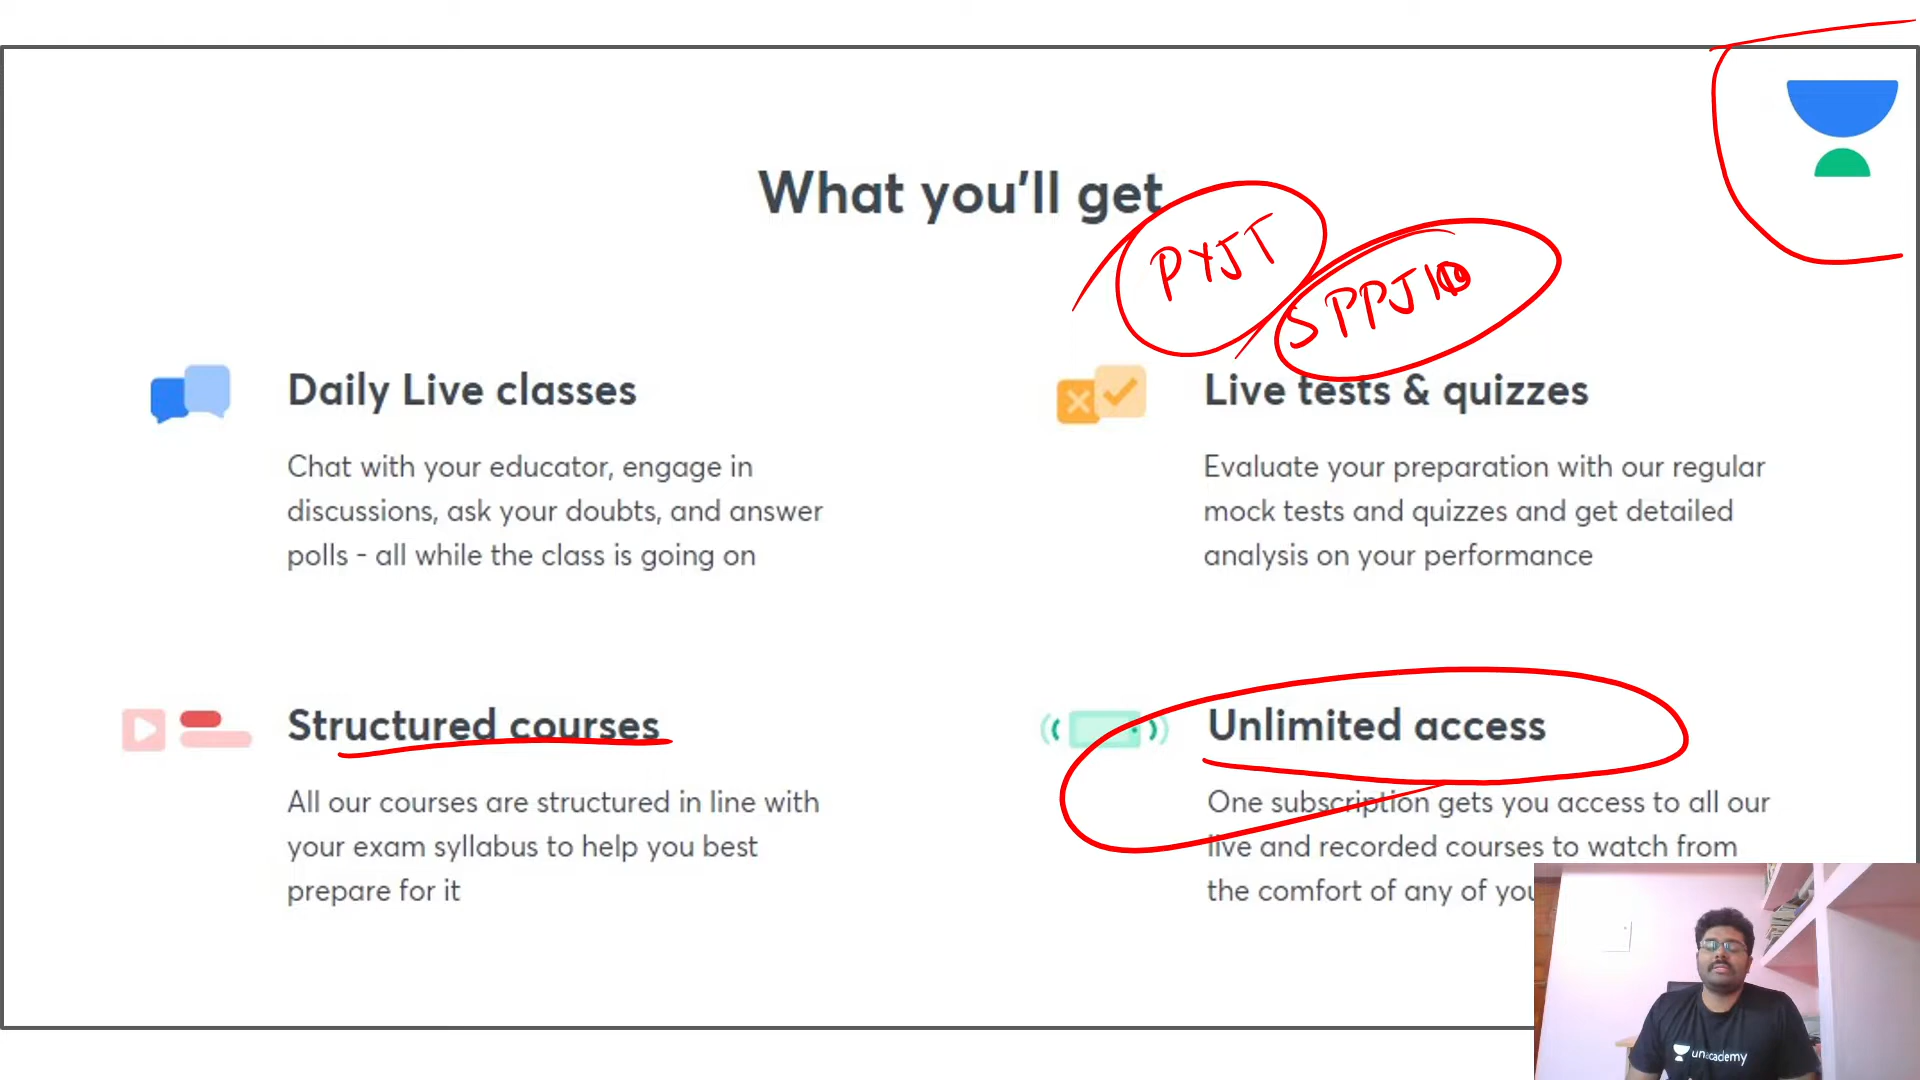 What you'll get
PYJT
SPPJ10
Daily Live classes
Chat with your educator, engage in
discussions, ask your doubts, and answer
polls - all while the class is going on
Live tests & quizzes
Evaluate your preparation with our regular
mock tests and quizzes and get detailed
analysis on your performance
Structured courses
All our courses are structured in line with
your exam syllabus to help you best
prepare for it
Unlimited access
One subscription gets you access to all our
live and recorded courses to watch from
the comfort of any of
unacademy